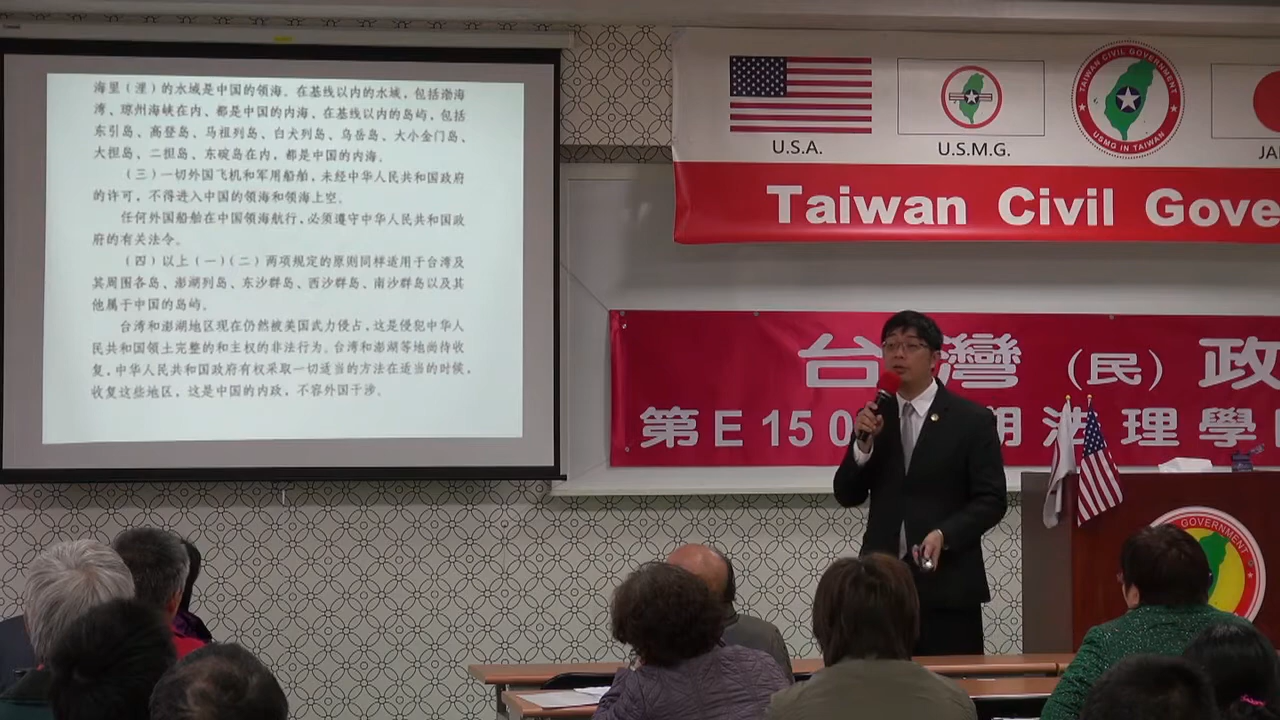 海里(浬)的水域是中国的领海。在基线以内的水域,包括渤海
湾、琼州海峡在内、都是中国的内海。在基线以内的岛屿,包括
东引岛、高登岛、马祖列岛、白犬列岛、乌岳岛、大小金门岛、
大担岛、二担岛、东碇岛在内,都是中国的内海。
(三)一切外国飞机和军用船舶,未经中华人民共和国政府
的许可,不得进入中国的领海和领海上空。
任何外国船舶在中国领海航行,必须遵守中华人民共和国政
府的有关法令。
(四)以上(一)(二)两项规定的原则同样适用于台湾及
其周围各岛、澎湖列岛、东沙群岛、西沙群岛、南沙群岛以及其
他属于中国的岛屿。
台湾和澎湖地区现在仍然被美国武力侵占,这是侵犯中华人
民共和国领土完整的和主权的非法行为。台湾和澎湖等地尚待收
复,中华人民共和国政府有权采取一切适当的方法在适当的时候,
收复这些地区,这是中国的内政,不容外国干涉。
U.S.A.
U.S.M.G.
TAIWAN CIVIL GOVERNMENT
USMG IN TAIWAN
JA
Taiwan Civil Gove
台灣(民)政
第E150 期浩理學
GOVERNMENT